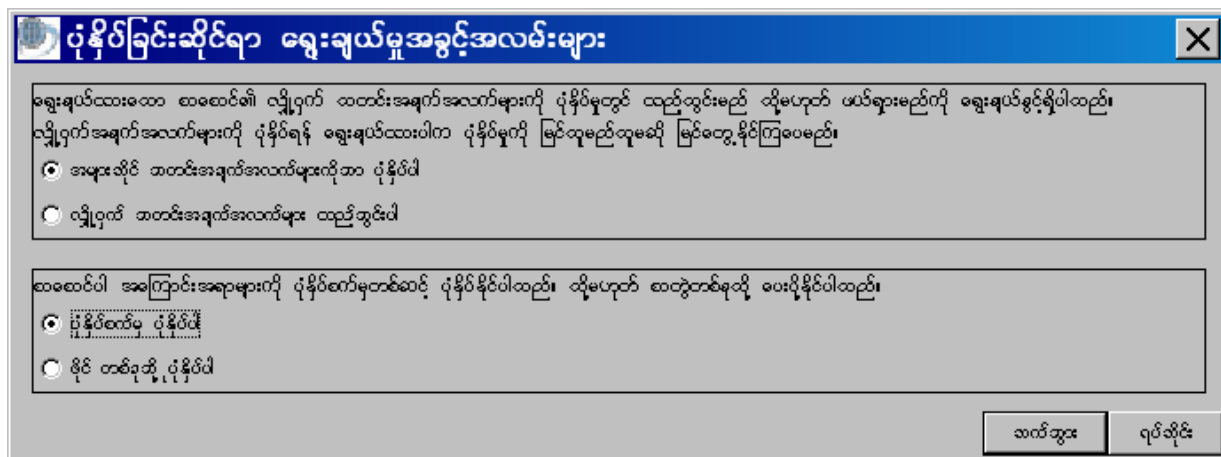 ပုံနှိပ်ခြင်းဆိုင်ရာ ရွေးချယ်မှုအခွင့်အလမ်းများ
ရွေးချယ်ထားသော စာစောင်၏ လျှို့ဝှက် သတင်းအချက်အလက်များကို ပုံနှိပ်မှုတွင် ထည့်သွင်းမည် သို့မဟုတ် ဖယ်ရှားမည်ကို ရွေးချယ်ခွင့်ရှိပါသည်။
လျှို့ဝှက်အချက်အလက်များကို ပုံနှိပ်ရန် ရွေးချယ်ထားပါက ပုံနှိပ်မှုကို မြင်သူမည်သူမဆို မြင်တွေ့နိုင်ကြပေမည်။
အများဆိုင် သတင်းအချက်အလက်များကိုသာ ပုံနှိပ်ပါ
လျှို့ဝှက် သတင်းအချက်အလက်များ ထည့်သွင်းပါ
စာစောင်ပါ အကြောင်းအရာများကို ပုံနှိပ်စက်မှတစ်ဆင့် ပုံနှိပ်နိုင်ပါသည်။ သို့မဟုတ် စာတွဲတစ်ခုသို့ ပေးပို့နိုင်ပါသည်။
ပုံနှိပ်စက်မှ ပုံနှိပ်ပါ
ဖိုင် တစ်ခုသို့ ပုံနှိပ်ပါ
ဆက်သွား ရပ်ဆိုင်း